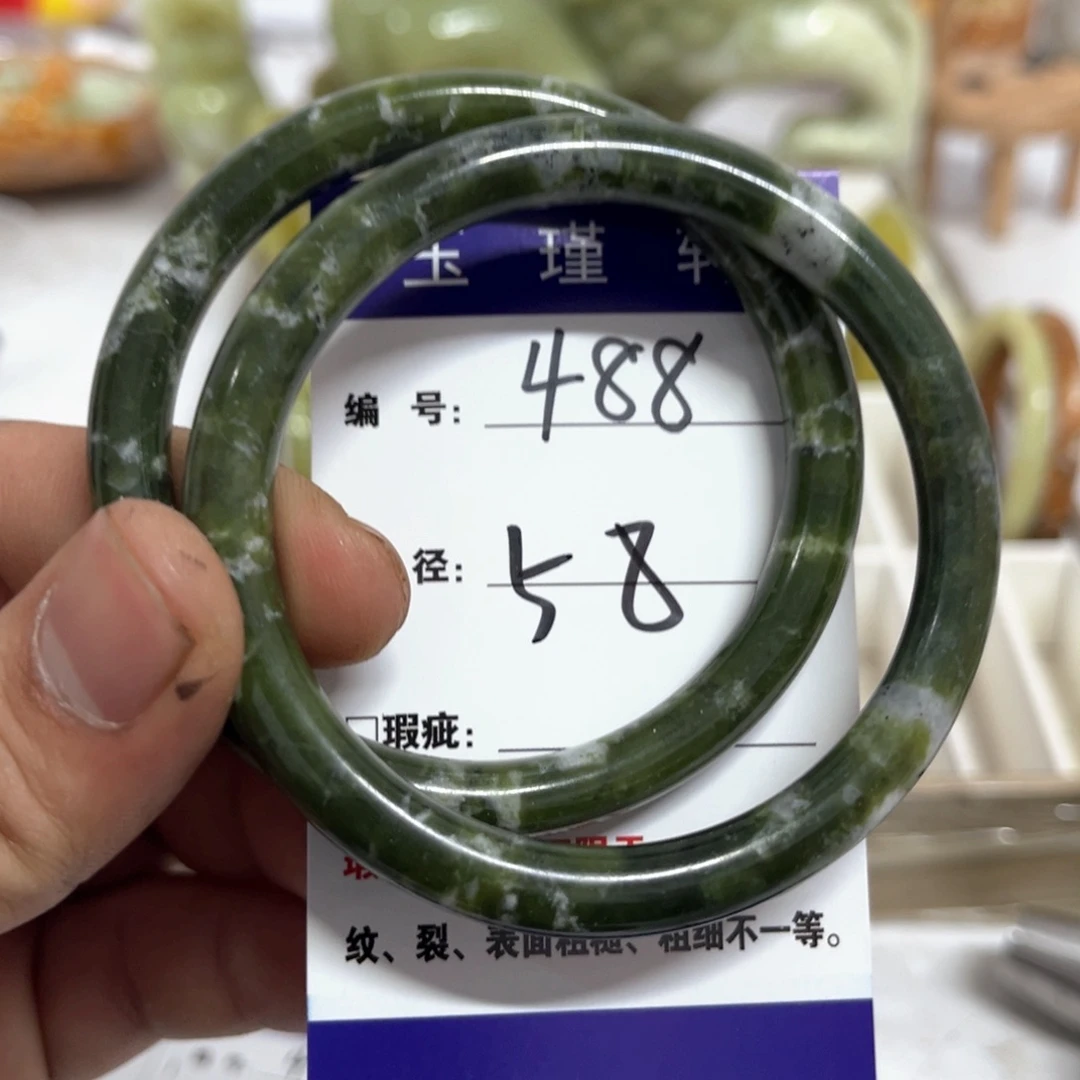 玉 瑾 轩
编 号: 488
径: 58
□瑕疵:
纹、裂、表面粗糙、粗细不一等。